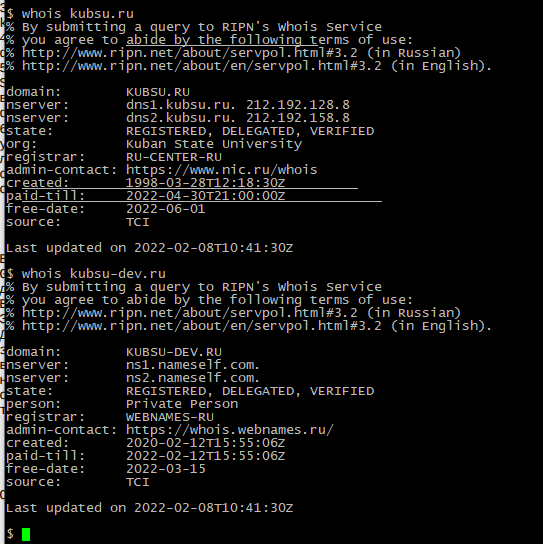 $ whois kubsu.ru
% By submitting a query to RIPN's Whois Service
% you agree to abide by the following terms of use:
% http://www.ripn.net/about/servpol.html#3.2 (in Russian)
% http://www.ripn.net/about/en/servpol.html#3.2 (in English).
domain: KUBSU.RU
nserver: dns1.kubsu.ru. 212.192.128.8
nserver: dns2.kubsu.ru. 212.192.158.8
state: REGISTERED, DELEGATED, VERIFIED
org: Kuban State University
registrar: RU-CENTER-RU
admin-contact: https://www.nic.ru/whois
created: 1998-03-28T12:18:30Z
paid-till: 2022-04-30T21:00:00Z
free-date: 2022-06-01
source: TCI
Last updated on 2022-02-08T10:41:30Z
$ whois kubsu-dev.ru
% By submitting a query to RIPN's Whois Service
% you agree to abide by the following terms of use:
% http://www.ripn.net/about/servpol.html#3.2 (in Russian)
% http://www.ripn.net/about/en/servpol.html#3.2 (in English).
domain: KUBSU-DEV.RU
nserver: ns1.nameself.com.
nserver: ns2.nameself.com.
state: REGISTERED, DELEGATED, VERIFIED
person: Private Person
registrar: WEBNAMES-RU
admin-contact: https://whois.webnames.ru/
created: 2020-02-12T15:55:06Z
paid-till: 2022-02-12T15:55:06Z
free-date: 2022-03-15
source: TCI
Last updated on 2022-02-08T10:41:30Z
$